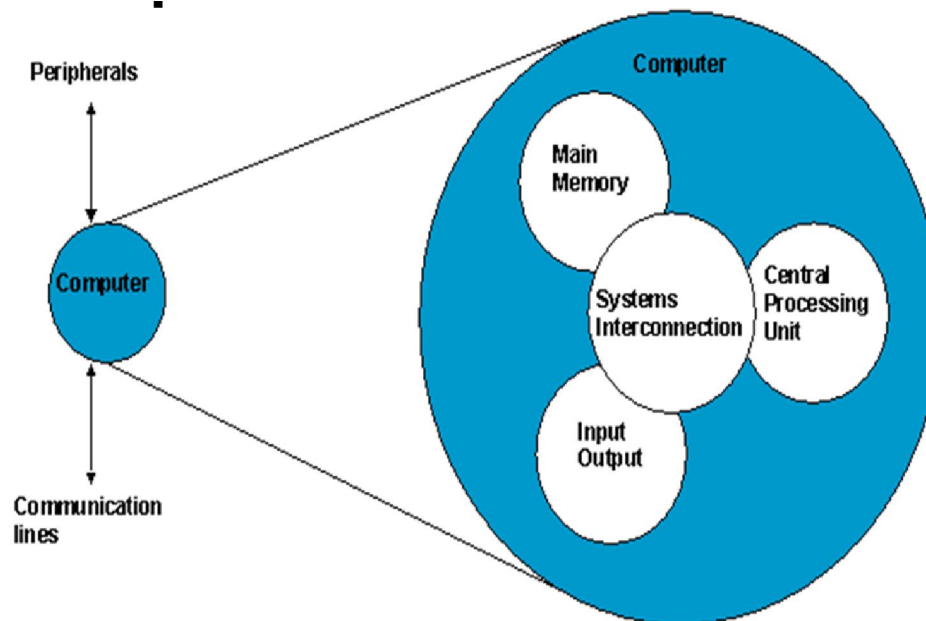 Peripherals
Computer
Communication
lines
Computer
Main
Memory
Systems
Interconnection
Central
Processing
Unit
Input
Output